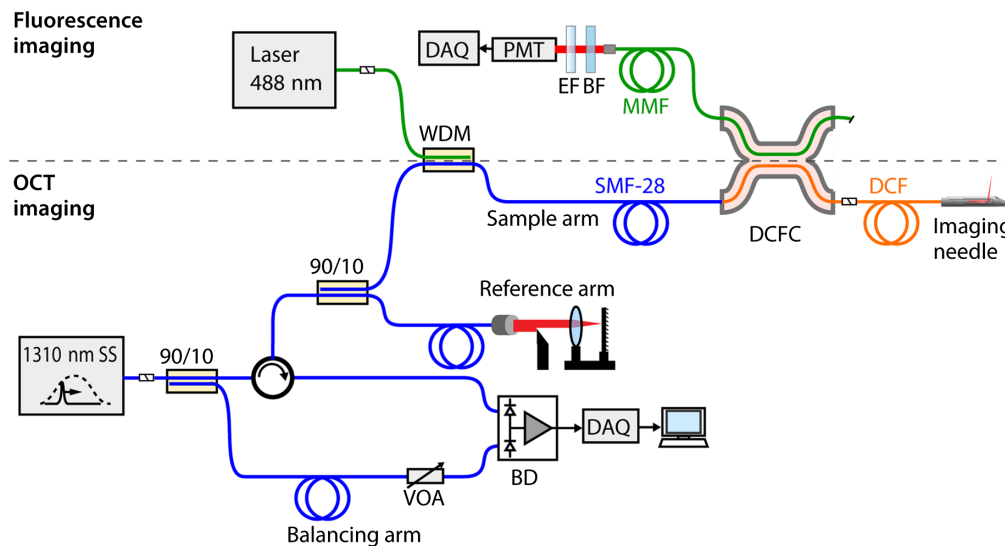 Fluorescence
imaging
Laser
488 nm
DAQ
PMT
EF BF
MMF
WDM
OCT
imaging
SMF-28
DCF
Sample arm
DCFC
Imaging
needle
90/10
Reference arm
1310 nm SS
90/10
DAQ
BD
VOA
Balancing arm